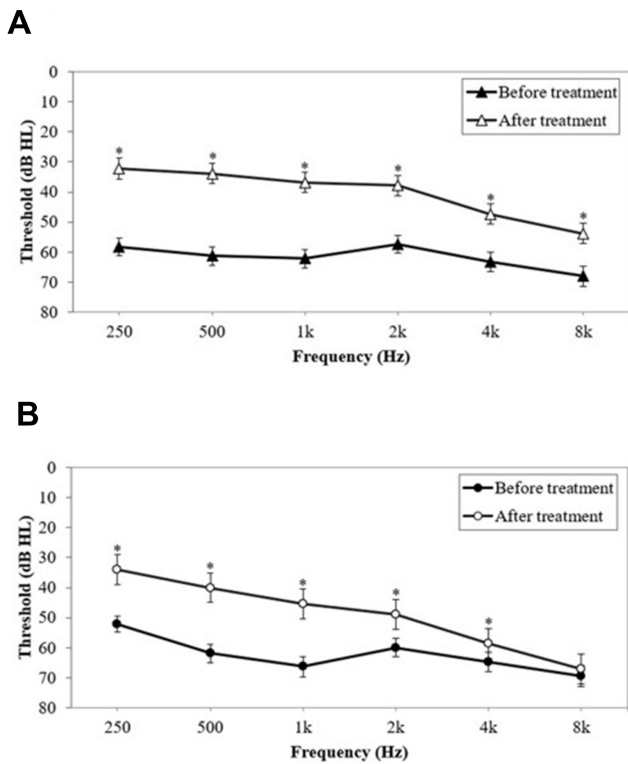 A
0
10
20
30
40
50
60
70
80
Threshold (dB HL)
Before treatment
After treatment
* * * * * *
250 500 1k 2k 4k 8k
Frequency (Hz)
B
0
10
20
30
40
50
60
70
80
Threshold (dB HL)
Before treatment
After treatment
* * * * *
250 500 1k 2k 4k 8k
Frequency (Hz)